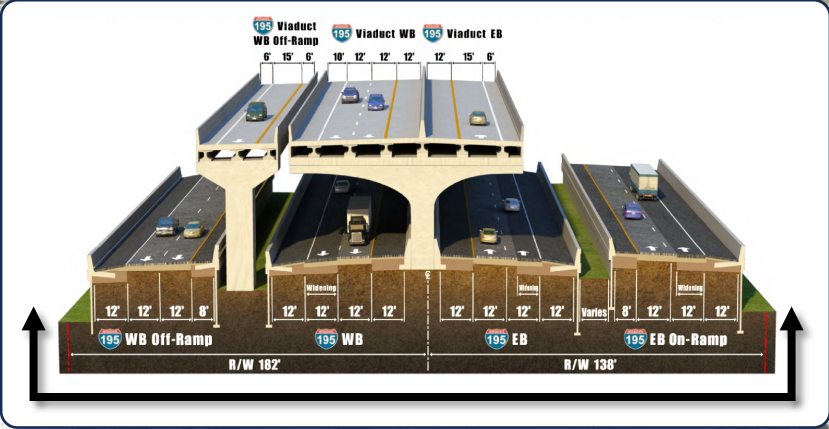 195 Viaduct
WB Off-Ramp
195 Viaduct WB
195 Viaduct EB
6' 15' 6'
10' 12' 12' 12'
12' 15' 6'
Widening
Widening
Widening
12' 12' 12' 8'
12' 12' 12' 12'
℄
12' 12' 12' 12'
Varies
8' 12' 12' 12'
195 WB Off-Ramp
195 WB
195 EB
195 EB On-Ramp
R/W 182'
R/W 138'